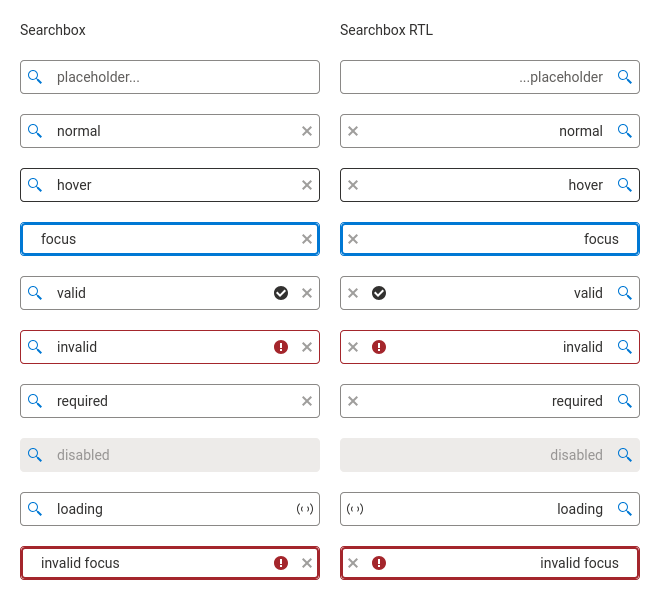 Searchbox
placeholder...
normal
hover
focus
valid
invalid
required
disabled
loading
invalid focus
Searchbox RTL
...placeholder
normal
hover
focus
valid
invalid
required
disabled
loading
invalid focus